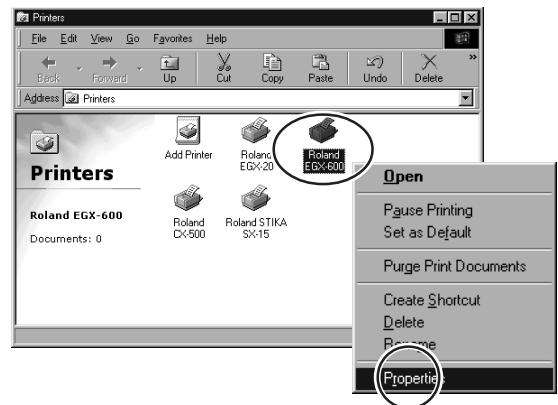 Printers
File Edit View Go Favorites Help
Back Forward Up Cut Copy Paste Undo Delete »
Address Printers
Printers
Roland EGX-600
Documents: 0
Add Printer
Roland
EGX-20
Roland
EGX-600
Roland
CX-500
Roland STIKA
SX-15
Open
Pause Printing
Set as Default
Purge Print Documents
Create Shortcut
Delete
Rename
Properties